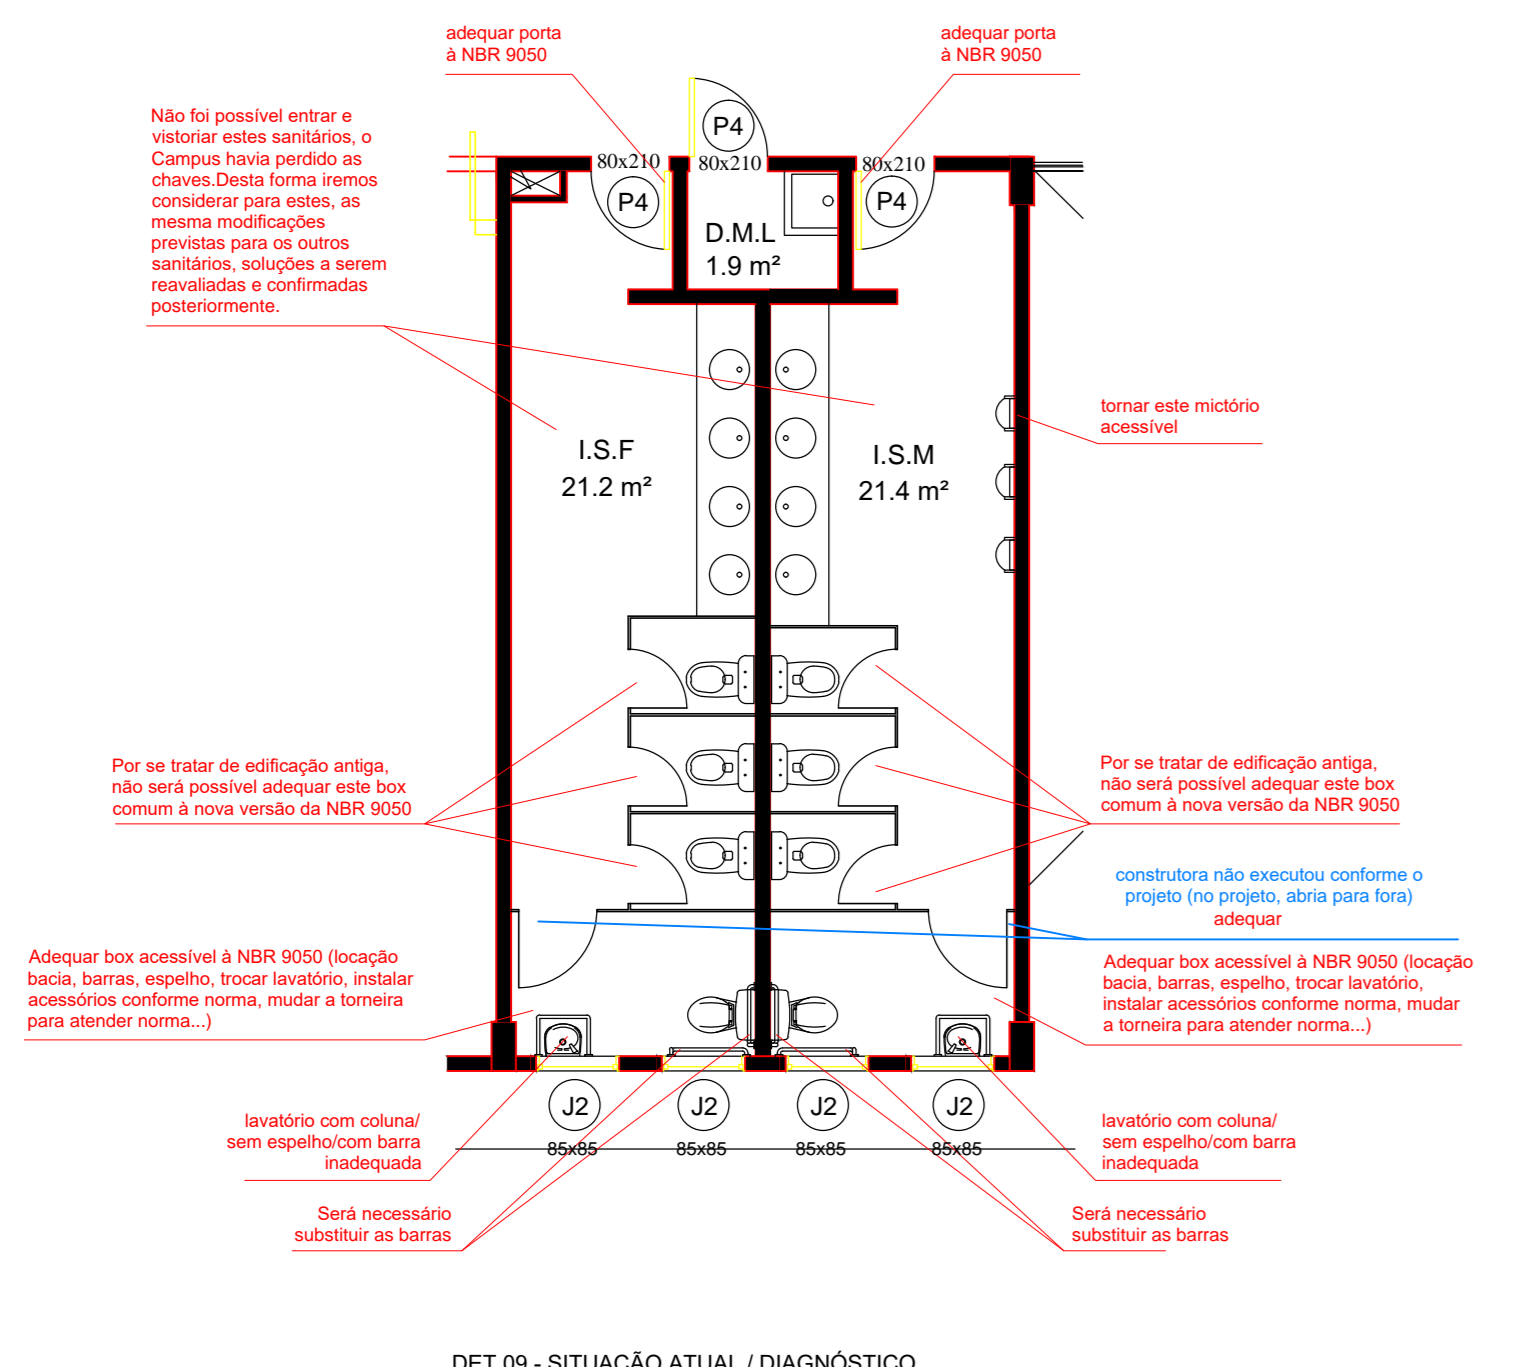 adequar porta
à NBR 9050
adequar porta
à NBR 9050
Não foi possível entrar e
vistoriar estes sanitários, o
Campus havia perdido as
chaves.Desta forma iremos
considerar para estes, as
mesma modificações
previstas para os outros
sanitários, soluções a serem
reavaliadas e confirmadas
posteriormente.
P4
80x210
80x210
80x210
P4
P4
D.M.L
1.9 m²
tornar este mictório
acessível
I.S.F
21.2 m²
I.S.M
21.4 m²
Por se tratar de edificação antiga,
não será possível adequar este box
comum à nova versão da NBR 9050
Por se tratar de edificação antiga,
não será possível adequar este box
comum à nova versão da NBR 9050
construtora não executou conforme o
projeto (no projeto, abria para fora)
adequar
Adequar box acessível à NBR 9050 (locação
bacia, barras, espelho, trocar lavatório, instalar
acessórios conforme norma, mudar a torneira
para atender norma...)
Adequar box acessível à NBR 9050 (locação
bacia, barras, espelho, trocar lavatório,
instalar acessórios conforme norma, mudar
a torneira para atender norma...)
J2
J2
J2
J2
85x85
85x85
85x85
85x85
lavatório com coluna/
sem espelho/com barra
inadequada
lavatório com coluna/
sem espelho/com barra
inadequada
Será necessário
substituir as barras
Será necessário
substituir as barras
DET 09 - SITUAÇÃO ATUAL / DIAGNÓSTICO